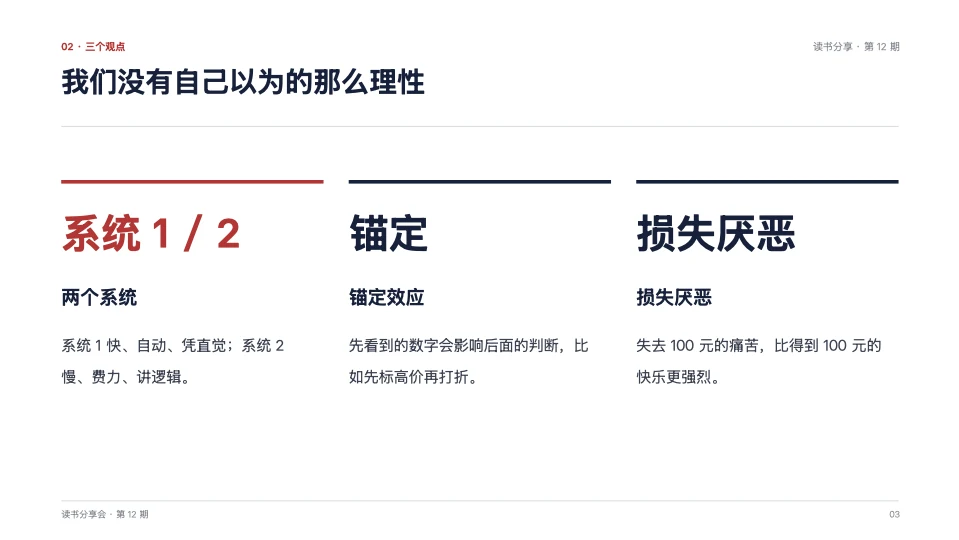 02 · 三个观点
读书分享 · 第 12 期
我们没有自己以为的那么理性
系统 1 / 2
两个系统
系统 1 快、自动、凭直觉；系统 2
慢、费力、讲逻辑。
锚定
锚定效应
先看到的数字会影响后面的判断，比
如先标高价再打折。
损失厌恶
损失厌恶
失去 100 元的痛苦，比得到 100 元的
快乐更强烈。
读书分享会 · 第 12 期
03